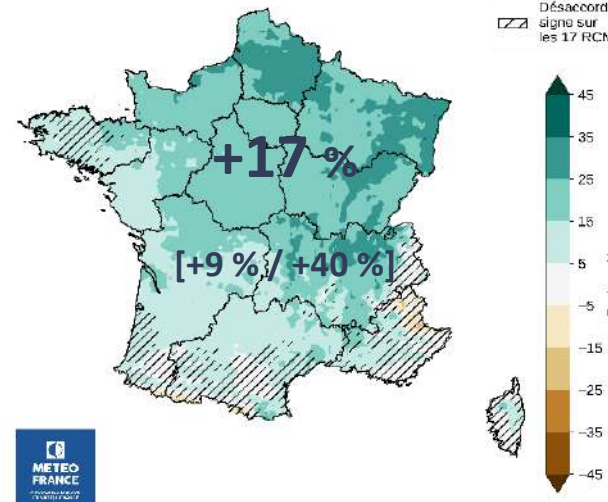 Désaccord
signe sur
les 17 RCM
+17 %
[+9 % / +40 %]
45
35
25
15
5
−5
−15
−25
−35
−45
METEO
FRANCE